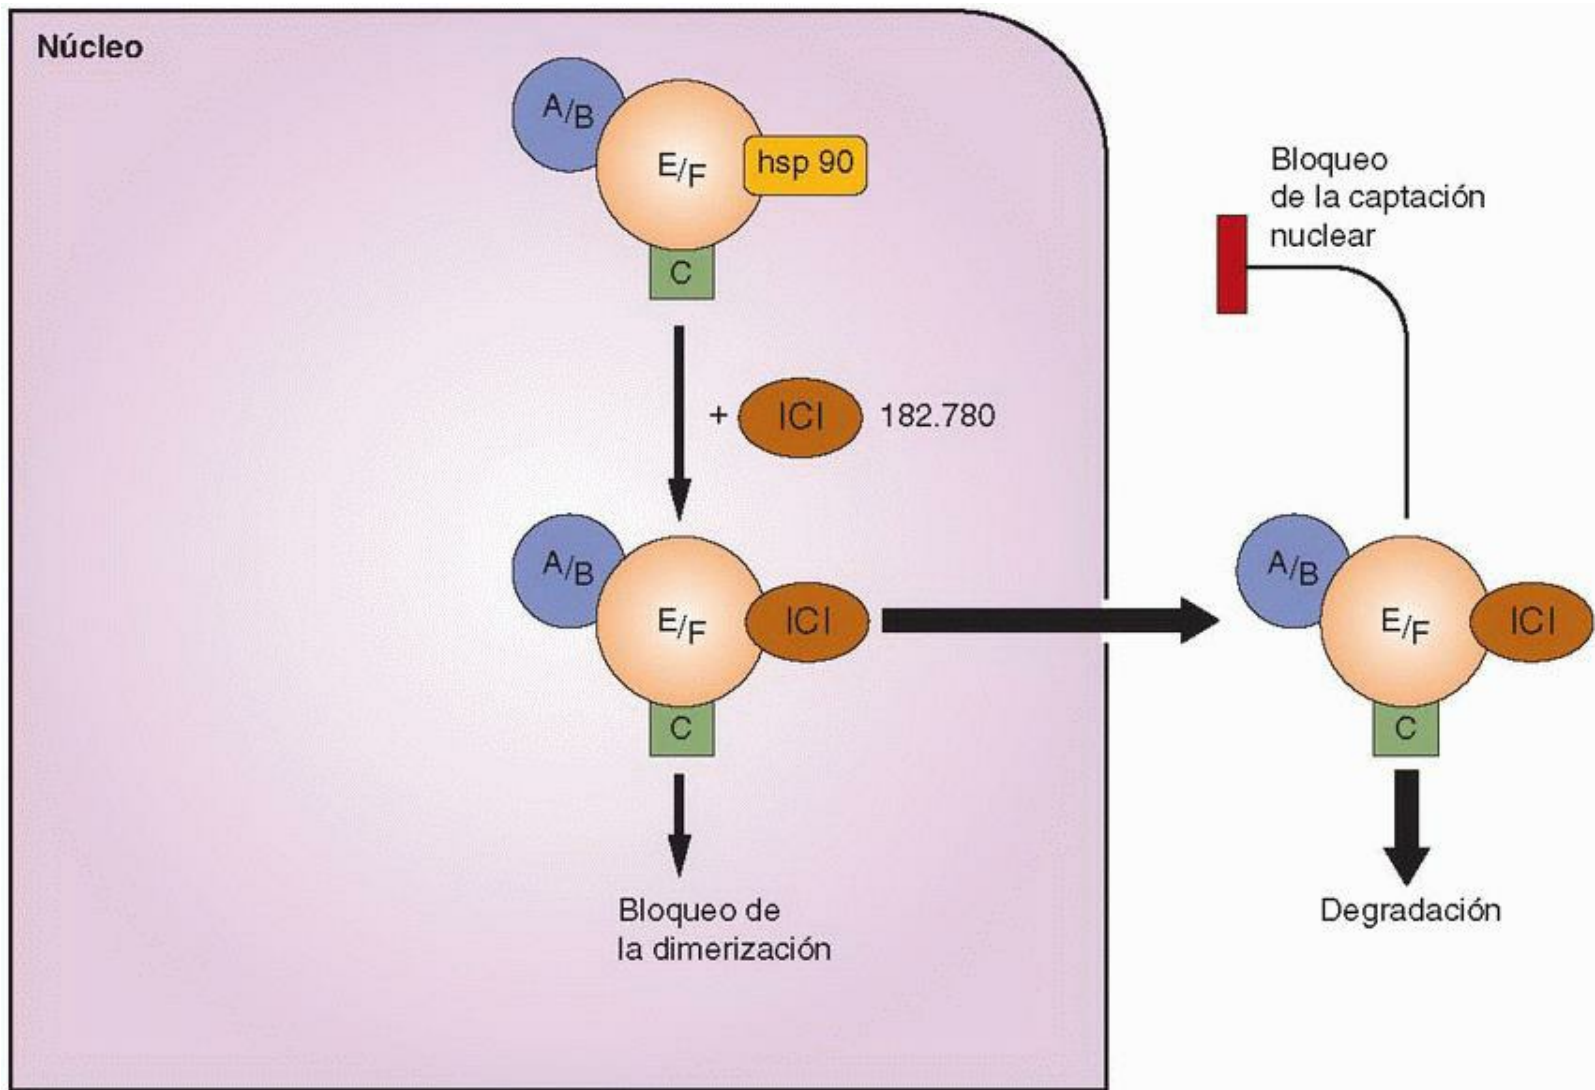 Núcleo
A/B
E/F
hsp 90
C
+ ICI 182.780
A/B
E/F
ICI
C
Bloqueo de
la dimerización
Bloqueo
de la captación
nuclear
A/B
E/F
ICI
C
Degradación